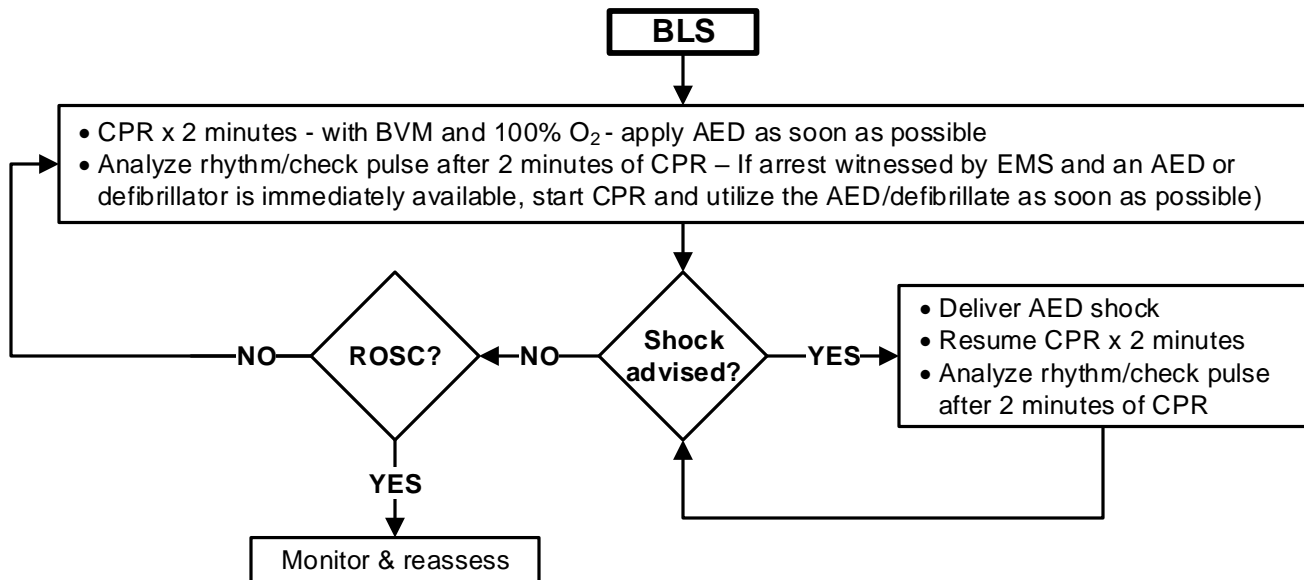 BLS
• CPR x 2 minutes - with BVM and 100% O₂ - apply AED as soon as possible
• Analyze rhythm/check pulse after 2 minutes of CPR – If arrest witnessed by EMS and an AED or
defibrillator is immediately available, start CPR and utilize the AED/defibrillate as soon as possible)
NO
ROSC?
NO
Shock
advised?
YES
• Deliver AED shock
• Resume CPR x 2 minutes
• Analyze rhythm/check pulse
after 2 minutes of CPR
YES
Monitor & reassess